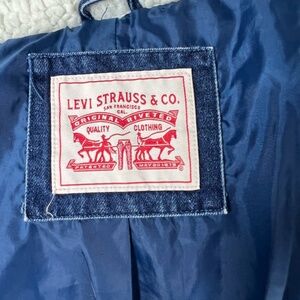 LEVI STRAUSS & CO.
SAN FRANCISCO
CAL.
ORIGINAL RIVETED
QUALITY CLOTHING